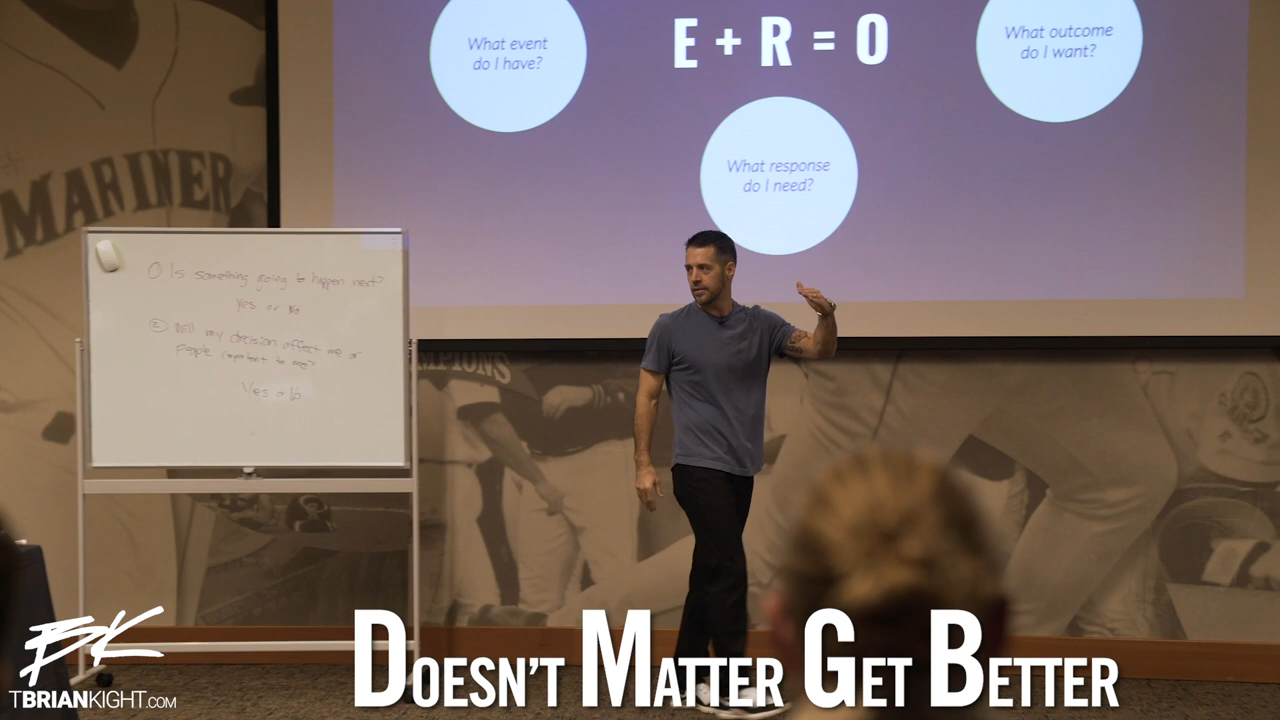 E + R = O
What event
do I have?
What outcome
do I want?
What response
do I need?
MARINER
MPIONS
① Is something going to happen next?
Yes or No
② Will my decision affect me or
people important to me?
Yes or No
BK
TBRIANKIGHT.COM
DOESN'T MATTER GET BETTER